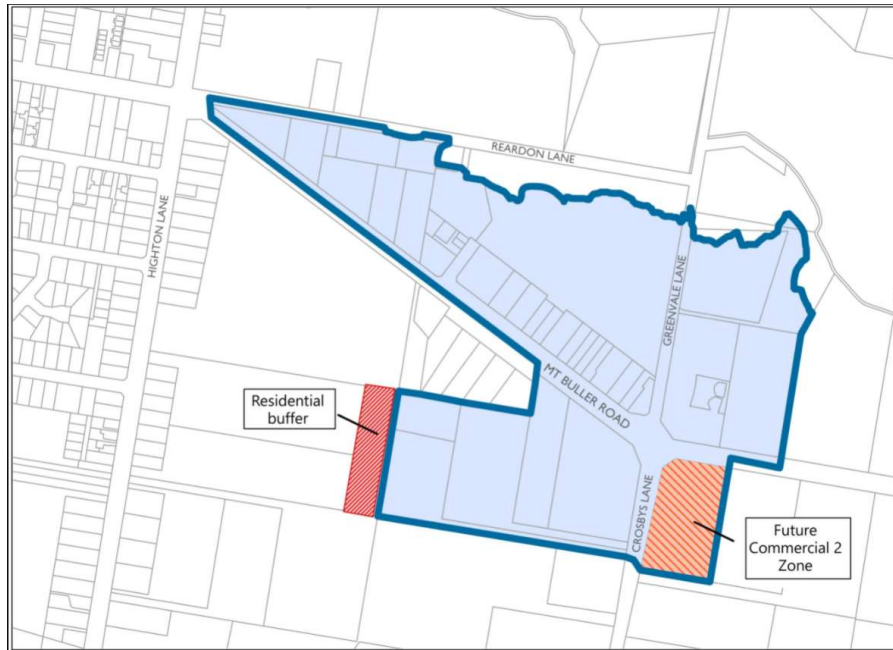 REARDON LANE
HIGHTON LANE
GREENVALE LANE
MT BULLER ROAD
Residential
buffer
CROSBYS LANE
Future
Commercial 2
Zone